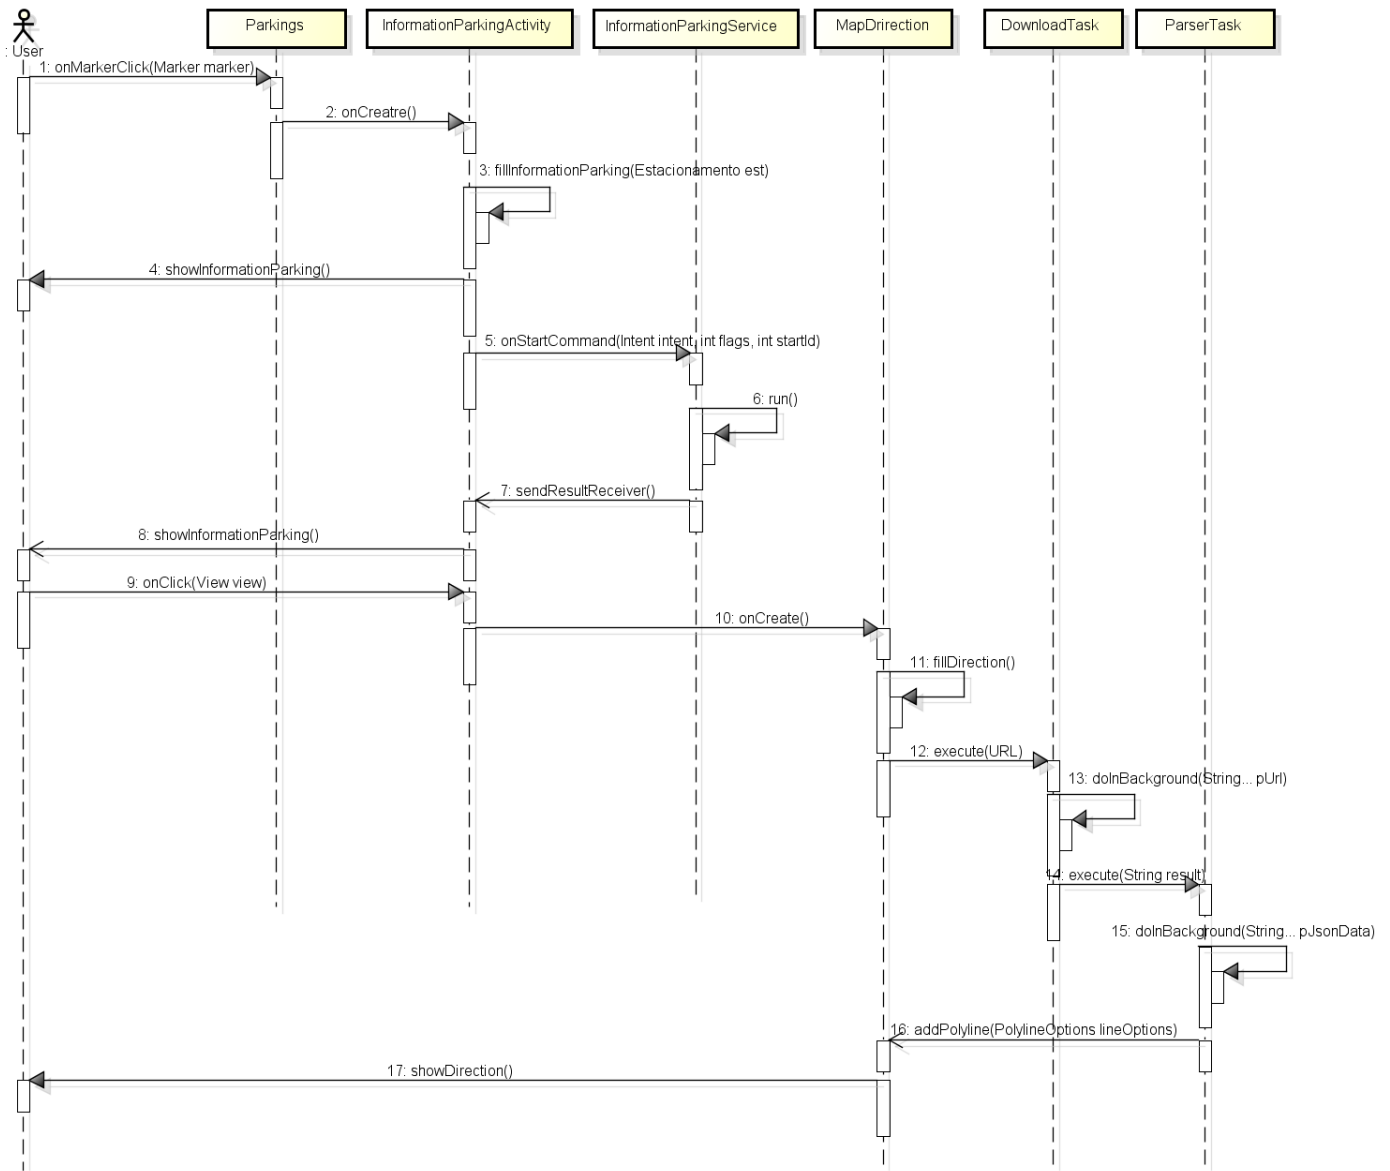 Parkings
InformationParkingActivity
InformationParkingService
MapDrirection
DownloadTask
ParserTask
: User
1: onMarkerClick(Marker marker)
2: onCreatre()
3: fillInformationParking(Estacionamento est)
4: showInformationParking()
5: onStartCommand(Intent intent, int flags, int startId)
6: run()
7: sendResultReceiver()
8: showInformationParking()
9: onClick(View view)
10: onCreate()
11: fillDirection()
12: execute(URL)
13: doInBackground(String... pUrl)
14: execute(String result)
15: doInBackground(String... pJsonData)
16: addPolyline(PolylineOptions lineOptions)
17: showDirection()